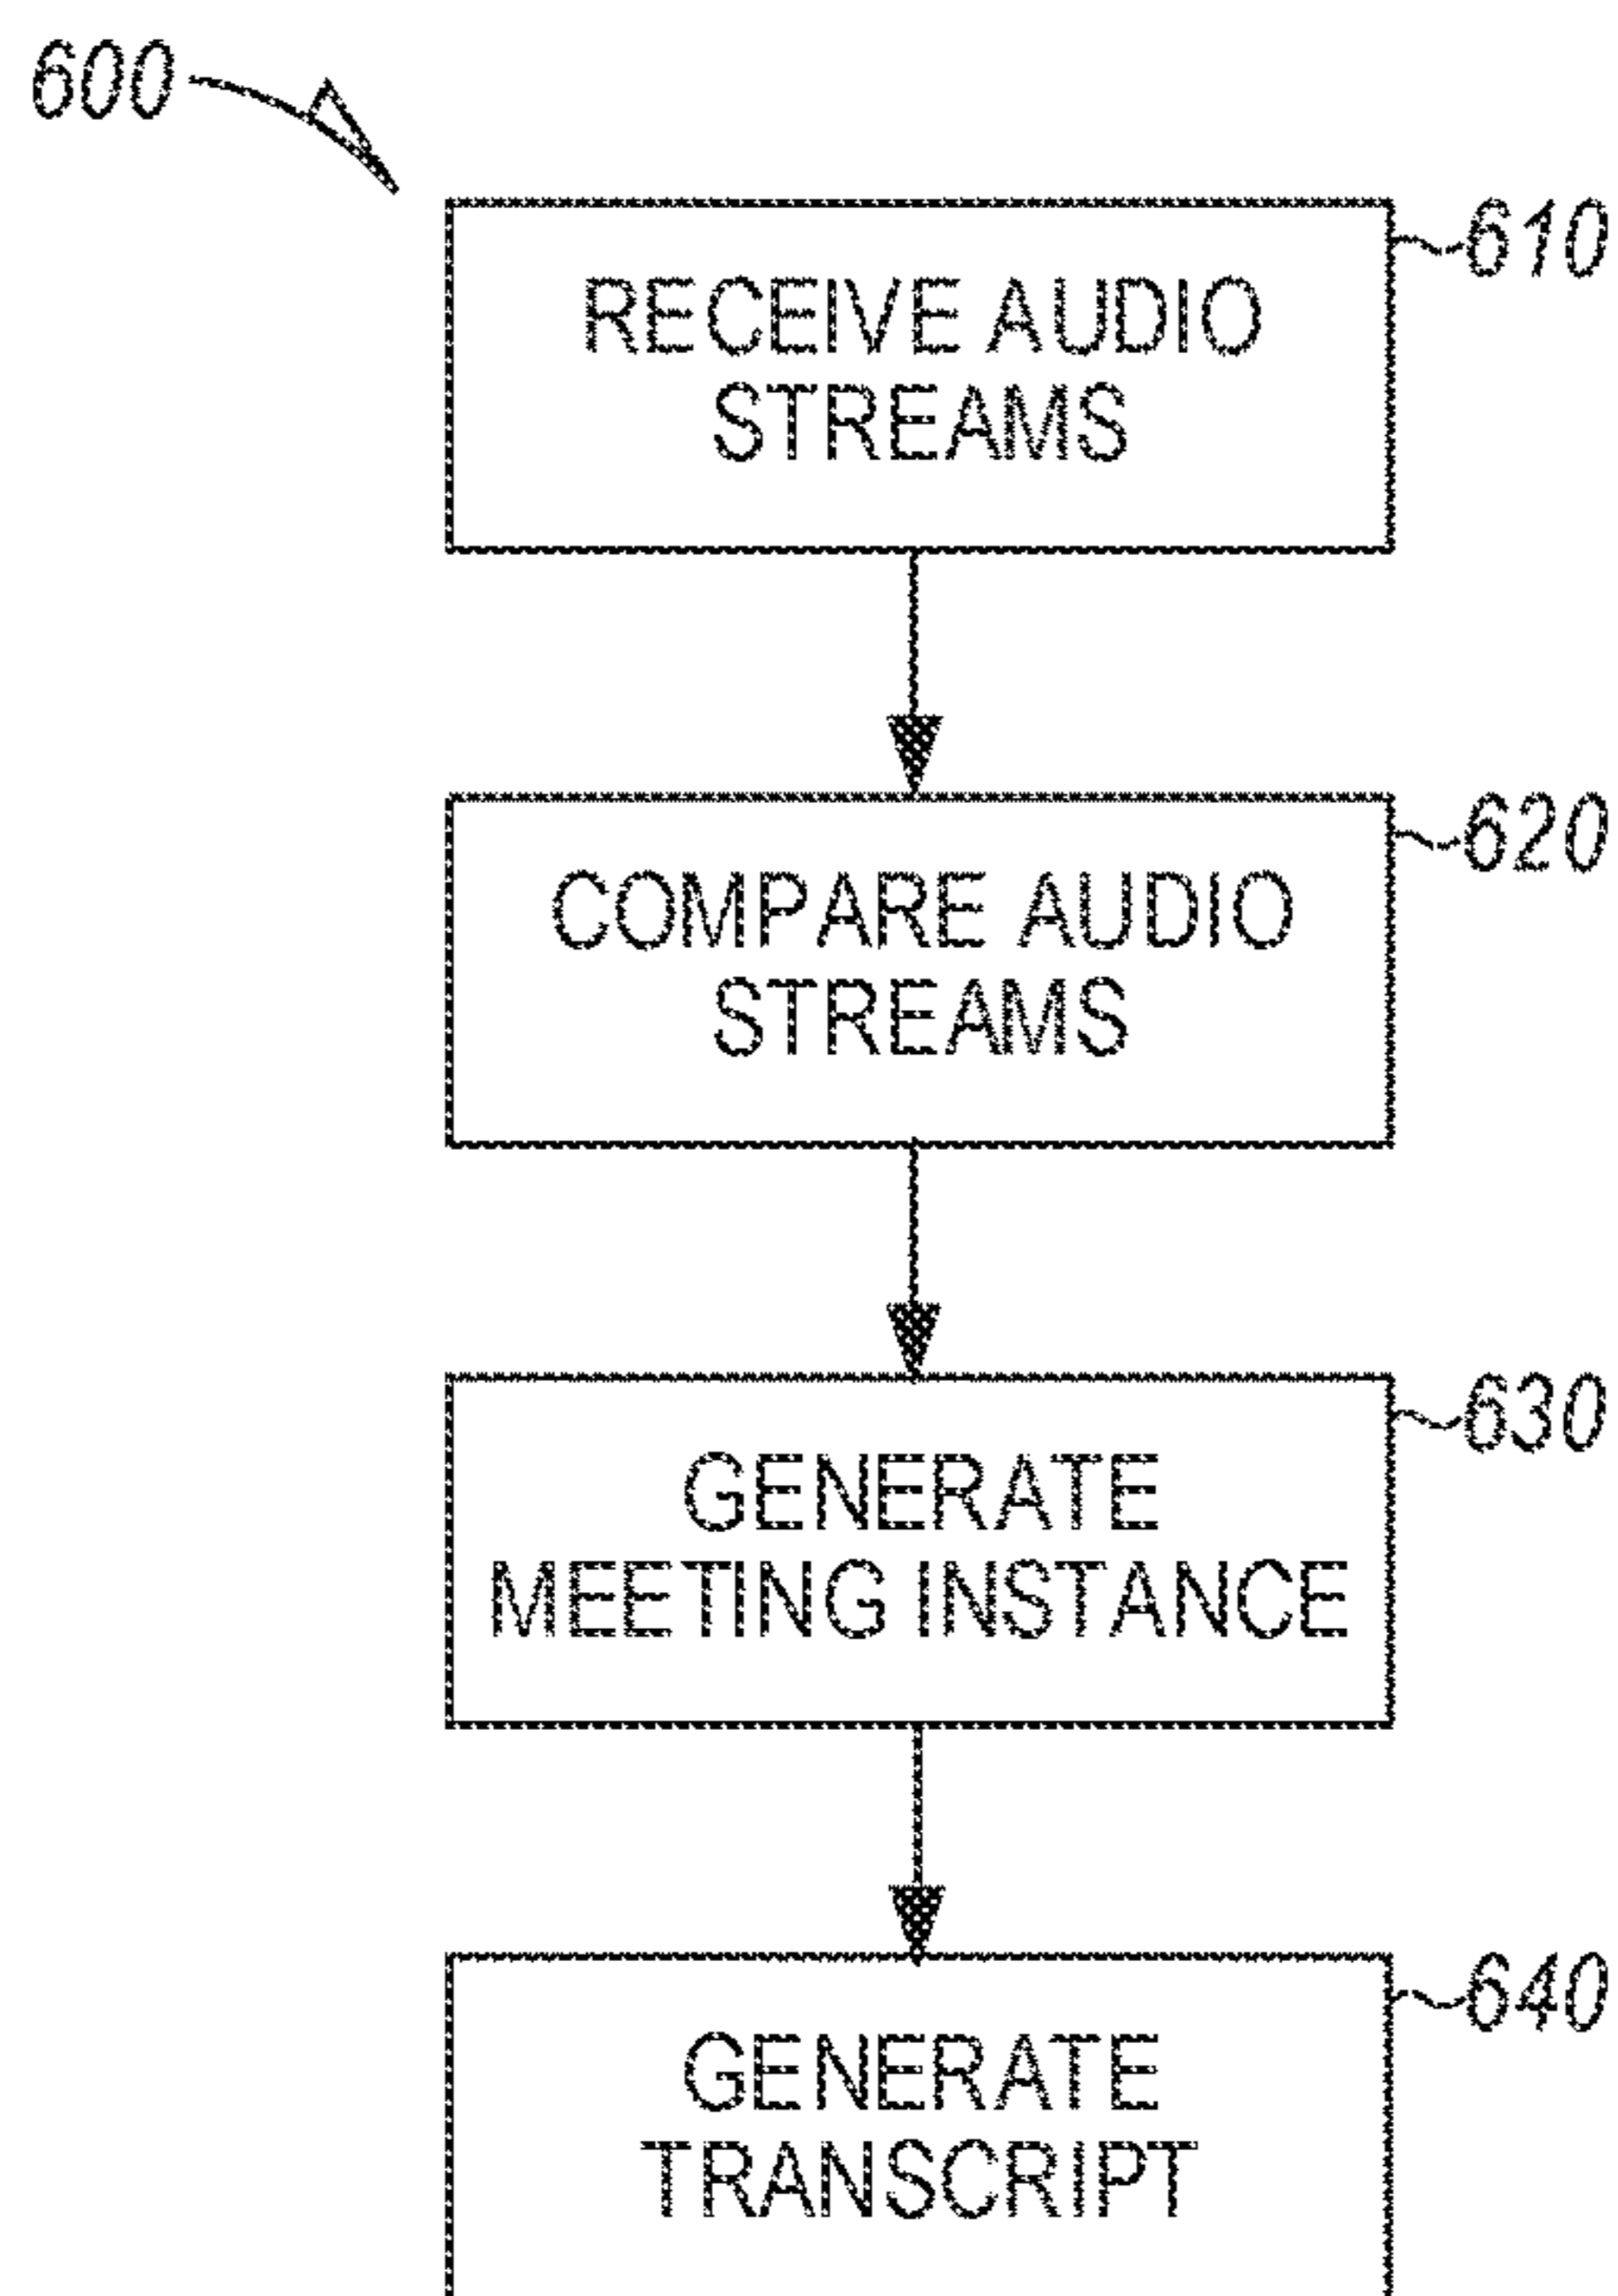 600
610
RECEIVE AUDIO
STREAMS
620
COMPARE AUDIO
STREAMS
630
GENERATE
MEETING INSTANCE
640
GENERATE
TRANSCRIPT